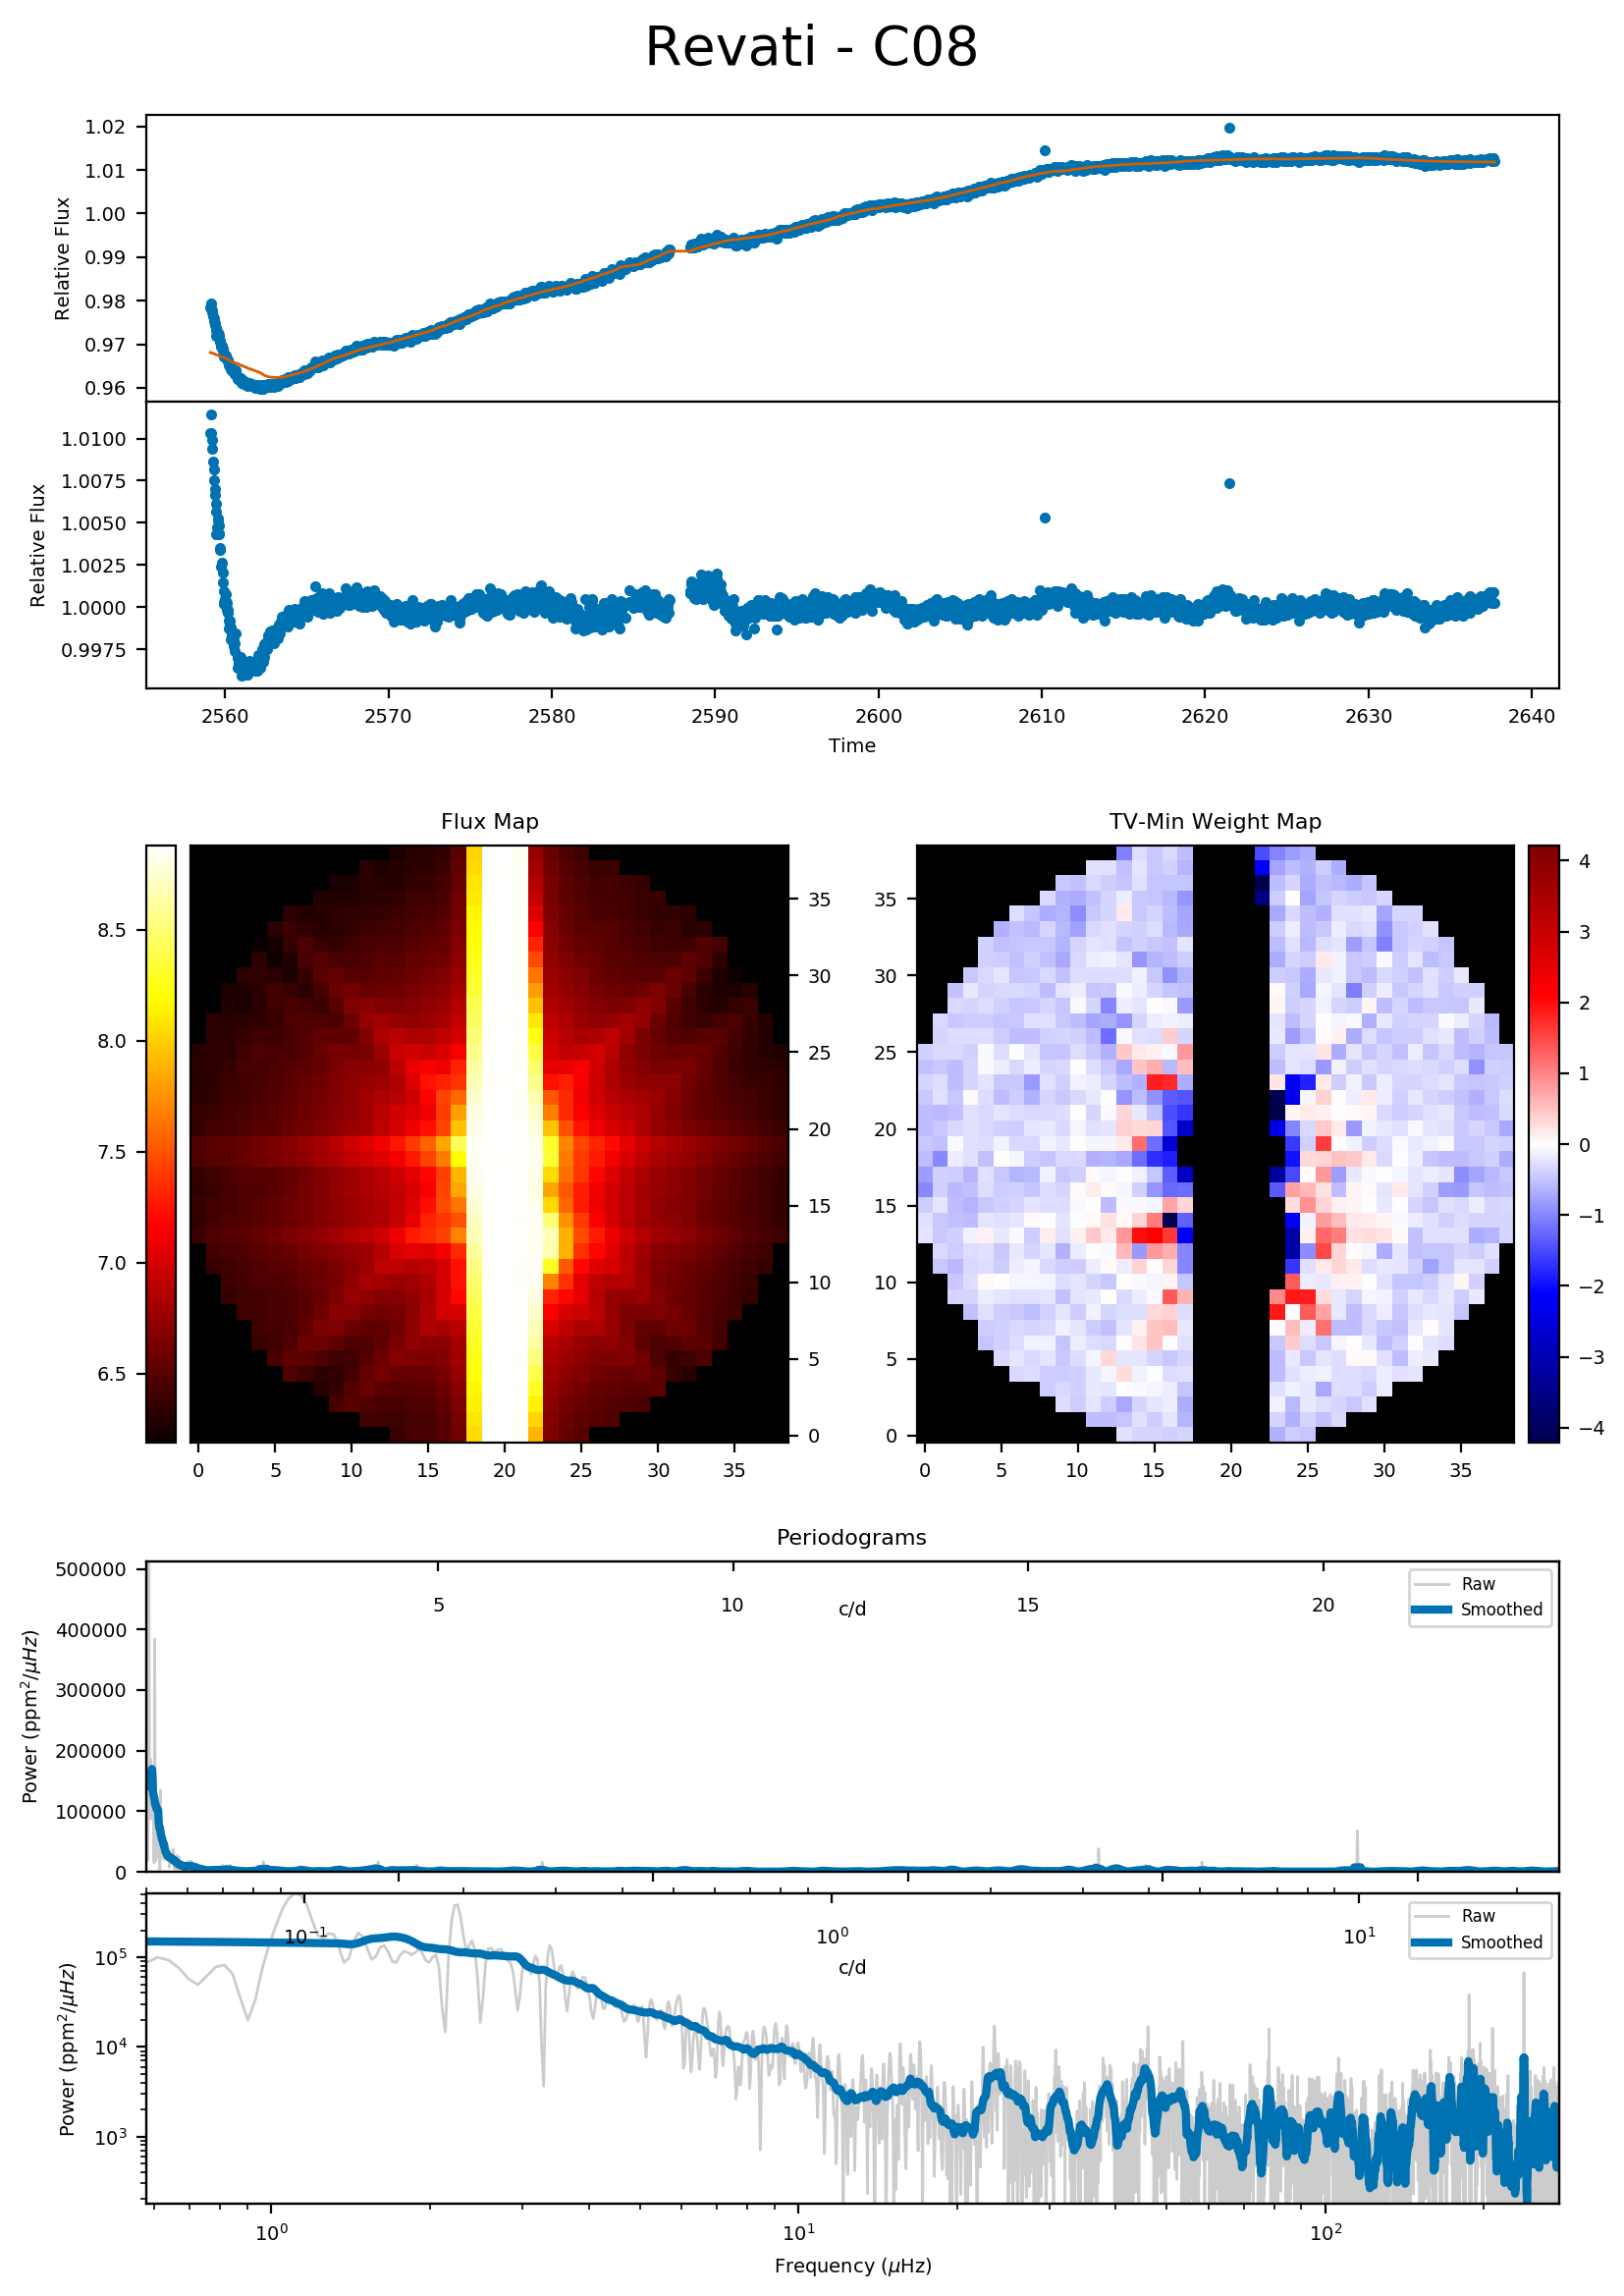 Revati - C08
1.02
1.01
1.00
0.99
0.98
0.97
0.96
Relative Flux
1.0100
1.0075
1.0050
1.0025
1.0000
0.9975
Relative Flux
2560 2570 2580 2590 2600 2610 2620 2630 2640
Time
Flux Map
8.5
8.0
7.5
7.0
6.5
35
30
25
20
15
10
5
0
0 5 10 15 20 25 30 35
TV-Min Weight Map
35
30
25
20
15
10
5
0
0 5 10 15 20 25 30 35
4
3
2
1
0
−1
−2
−3
−4
Periodograms
500000
400000
300000
200000
100000
0
Power (ppm²/μHz)
5 10 15 20
c/d
Raw
Smoothed
10⁵
10⁴
10³
Power (ppm²/μHz)
10⁻¹ 10⁰ 10¹
c/d
Raw
Smoothed
10⁰ 10¹ 10²
Frequency (μHz)